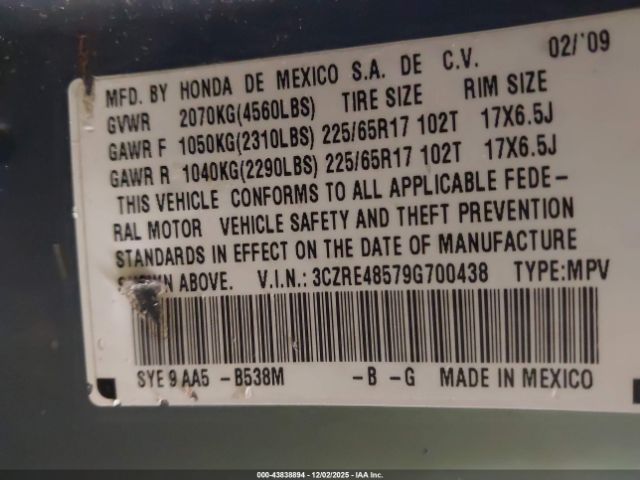 MFD. BY HONDA DE MEXICO S.A. DE C.V. 02/'09
GVWR 2070KG(4560LBS) TIRE SIZE RIM SIZE
GAWR F 1050KG(2310LBS) 225/65R17 102T 17X6.5J
GAWR R 1040KG(2290LBS) 225/65R17 102T 17X6.5J
THIS VEHICLE CONFORMS TO ALL APPLICABLE FEDE-
RAL MOTOR VEHICLE SAFETY AND THEFT PREVENTION
STANDARDS IN EFFECT ON THE DATE OF MANUFACTURE
SHOWN ABOVE. V.I.N.: 3CZRE48579G700438 TYPE:MPV
SYE 9 AA5 -B538M -B -G MADE IN MEXICO
000-43838894 | 12/02/2025 - IAA Inc.